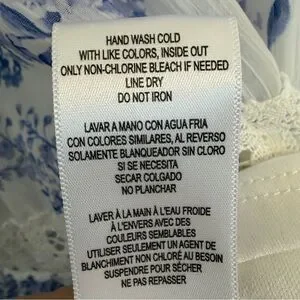 HAND WASH COLD
WITH LIKE COLORS, INSIDE OUT
ONLY NON-CHLORINE BLEACH IF NEEDED
LINE DRY
DO NOT IRON
LAVAR A MANO CON AGUA FRIA
CON COLORES SIMILARES, AL REVERSO
SOLAMENTE BLANQUEADOR SIN CLORO
SI SE NECESITA
SECAR COLGADO
NO PLANCHAR
LAVER À LA MAIN À L'EAU FROIDE
À L'ENVERS AVEC DES
COULEURS SEMBLABLES
UTILISER SEULEMENT UN AGENT DE
BLANCHIMENT NON CHLORÉ AU BESOIN
SUSPENDRE POUR SÉCHER
NE PAS REPASSER